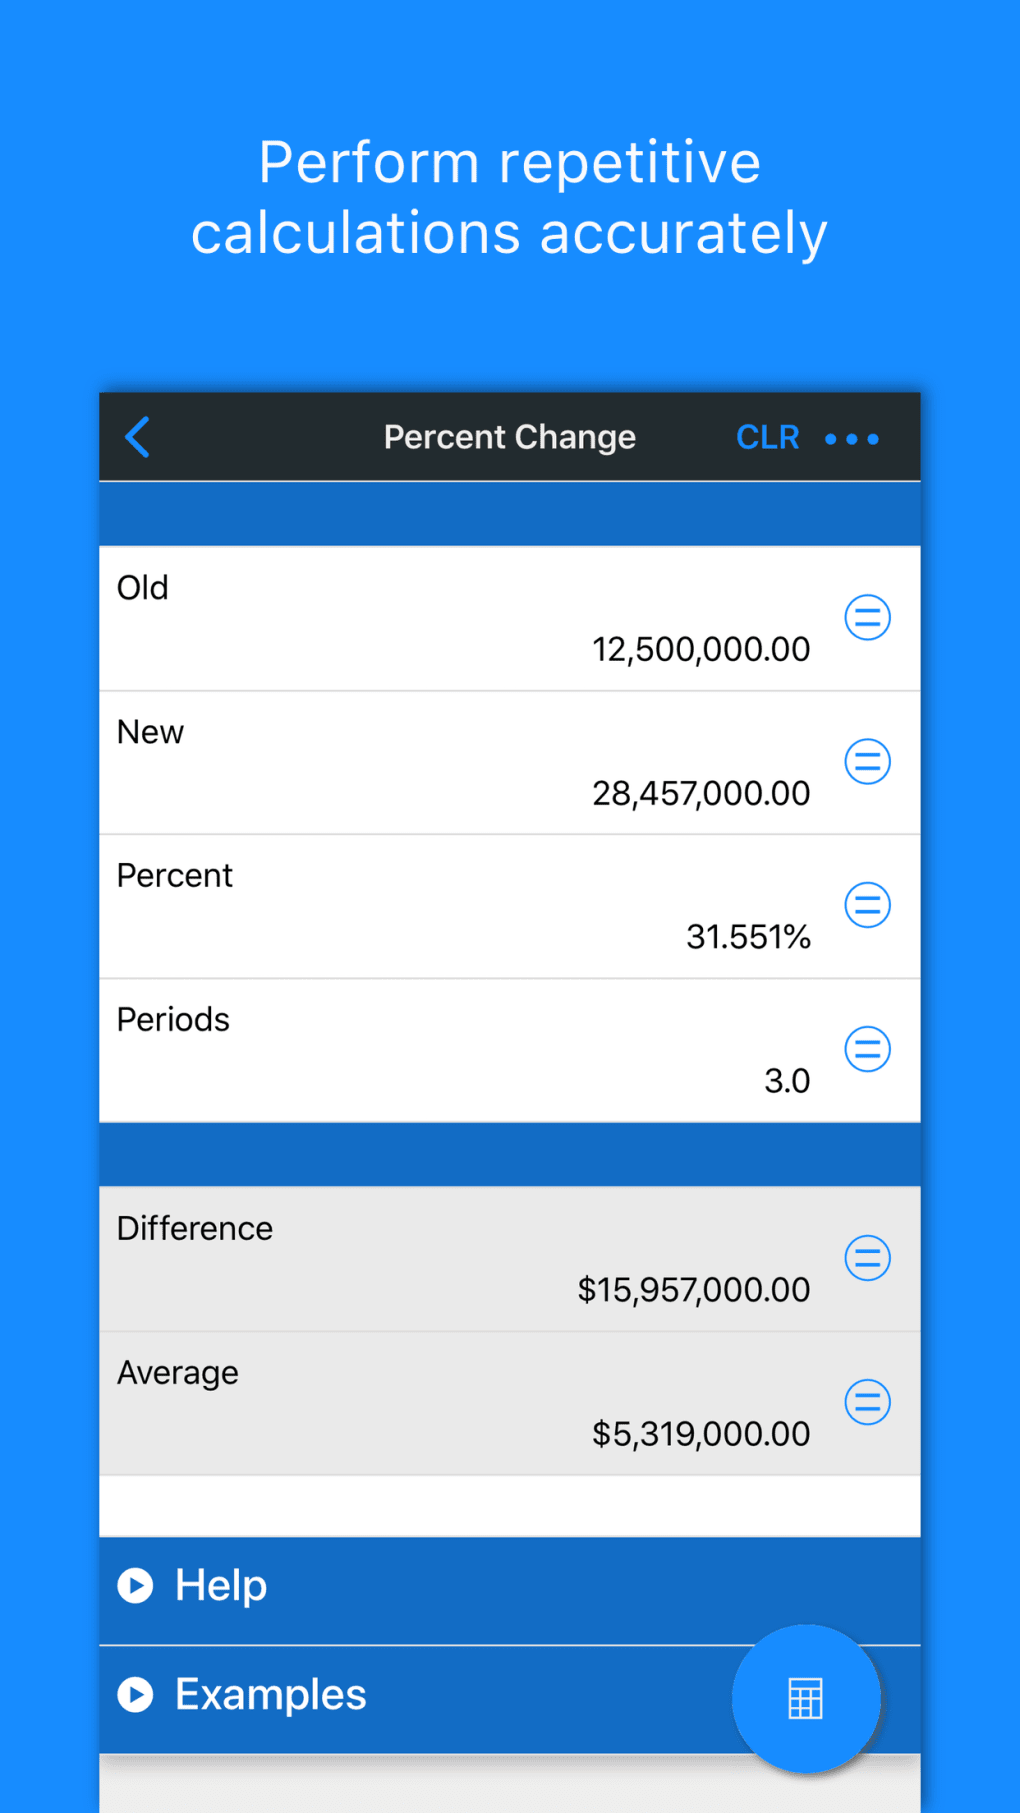 Perform repetitive
calculations accurately
Percent Change CLR
Old
12,500,000.00
New
28,457,000.00
Percent
31.551%
Periods
3.0
Difference
$15,957,000.00
Average
$5,319,000.00
Help
Examples